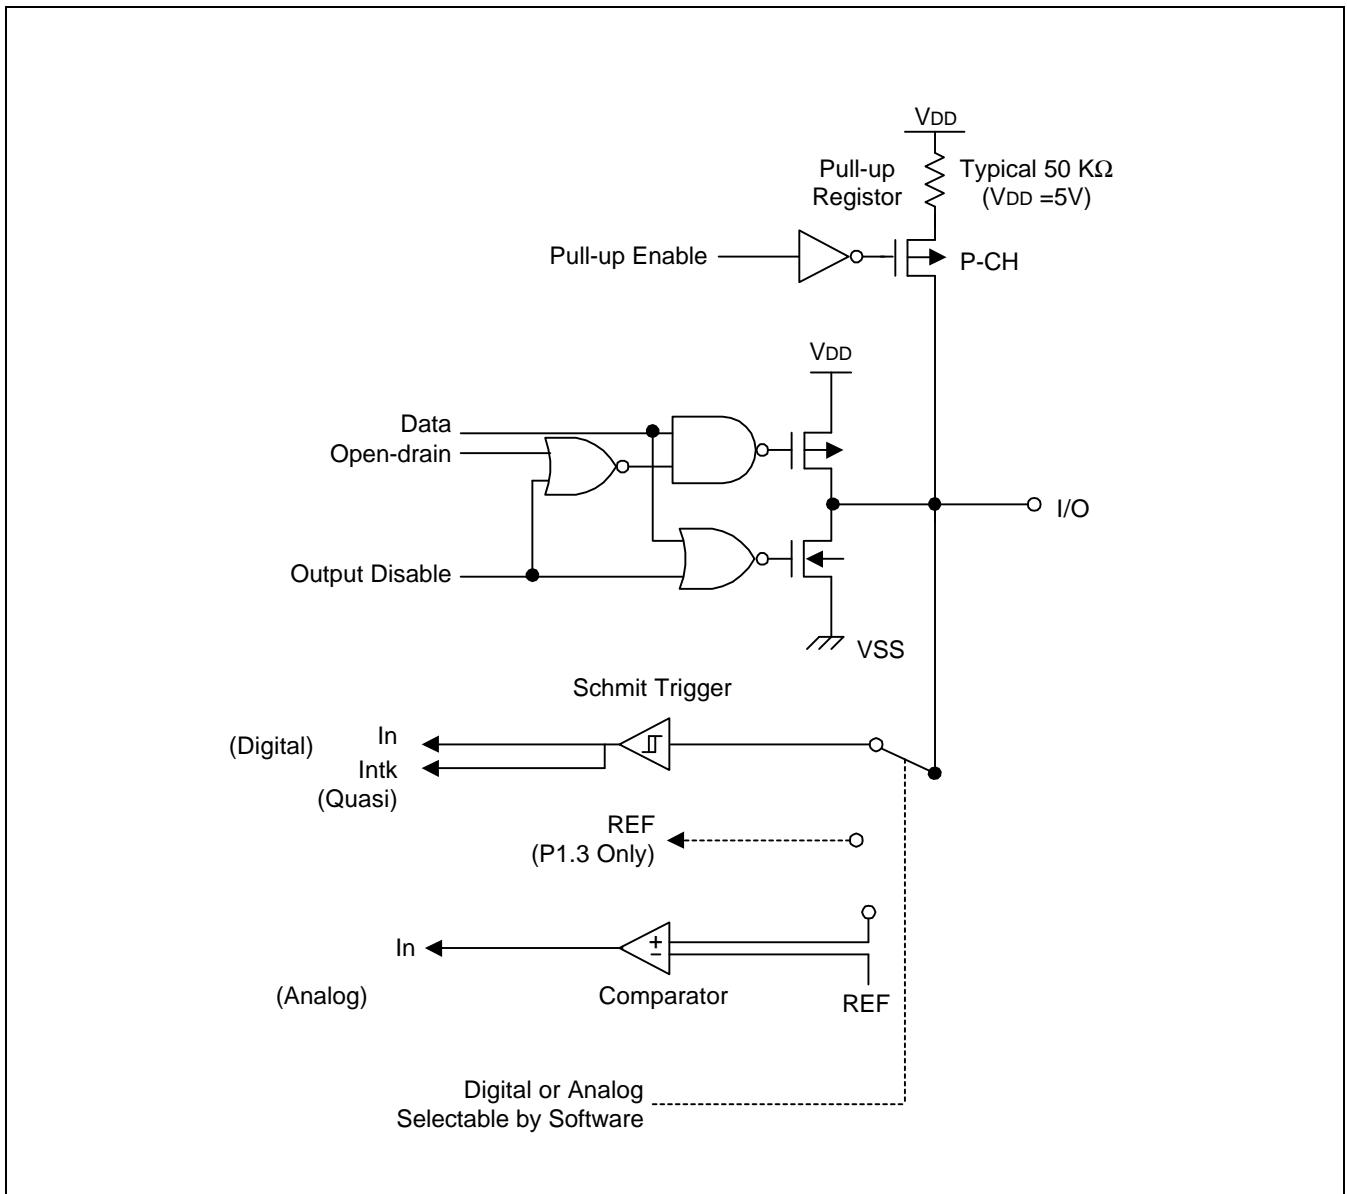 VDD
Pull-up
Registor
Typical 50 KΩ
(VDD =5V)
Pull-up Enable
P-CH
VDD
Data
Open-drain
I/O
Output Disable
VSS
Schmit Trigger
(Digital)
In
Intk
(Quasi)
REF
(P1.3 Only)
+
−
In
(Analog)
Comparator
REF
Digital or Analog
Selectable by Software